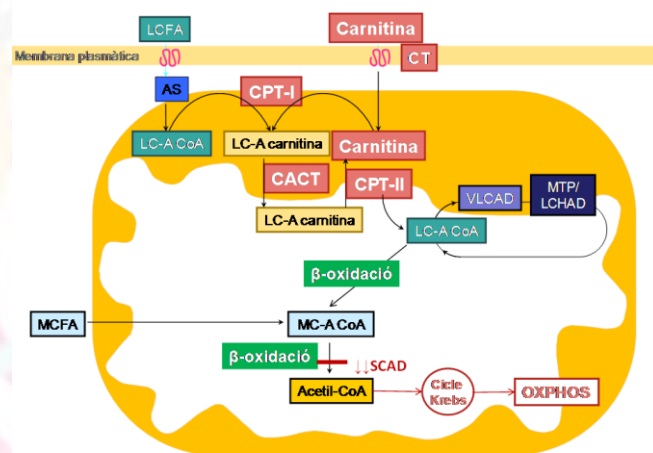 LCFA
Carnitina
Membrana plasmàtica
CT
AS
CPT-I
LC-A CoA
LC-A carnitina
Carnitina
CACT
CPT-II
VLCAD
MTP/
LCHAD
LC-A carnitina
LC-A CoA
β-oxidació
MCFA
MC-A CoA
β-oxidació
↓↓SCAD
Acetil-CoA
Cicle
Krebs
OXPHOS